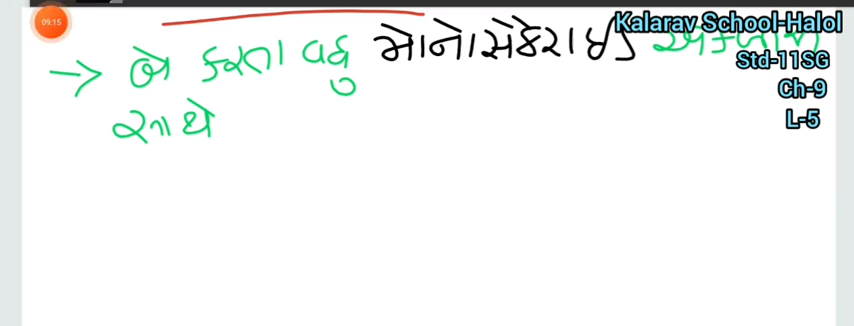 09:15
Kalarav School-Halol
→ બે કરતા વધુ મોનોસેકેરાઈડ
Std-11SG
Ch-9
સાથે
L-5